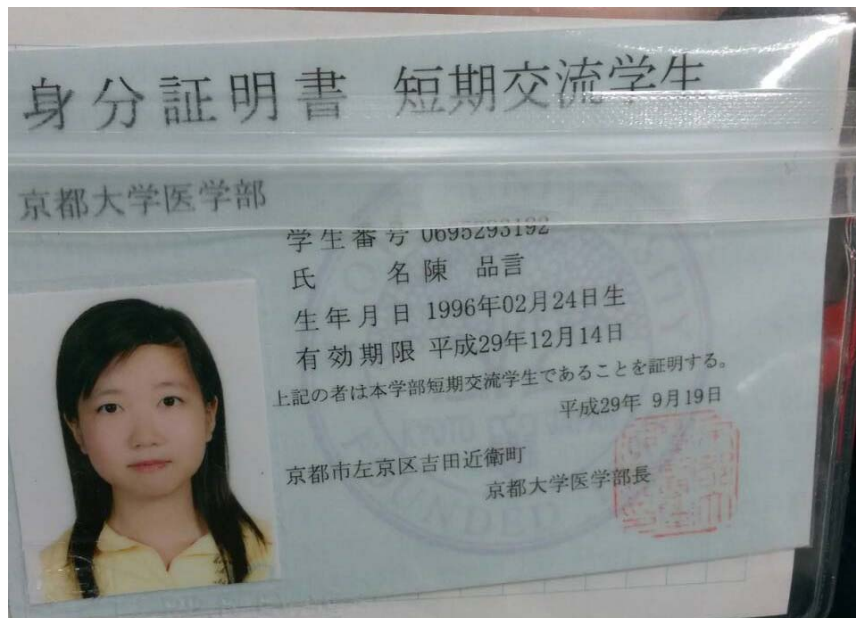 身分証明書 短期交流学生
京都大学医学部
学生番号 0695293192
氏 名 陳 品言
生年月日 1996年02月24日生
有効期限 平成29年12月14日
上記の者は本学部短期交流学生であることを証明する。
平成29年 9月19日
京都市左京区吉田近衛町
京都大学医学部長